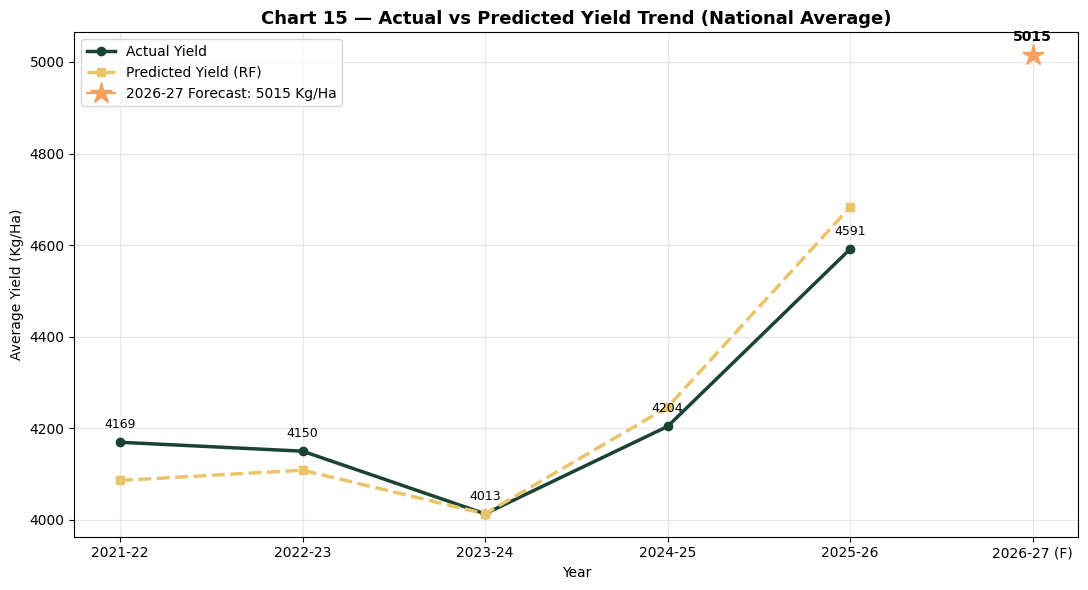 Chart 15 — Actual vs Predicted Yield Trend (National Average)
Actual Yield
Predicted Yield (RF)
2026-27 Forecast: 5015 Kg/Ha
5015
5000
4800
4600
4400
4200
4000
Average Yield (Kg/Ha)
4169
4150
4013
4204
4591
2021-22
2022-23
2023-24
2024-25
2025-26
2026-27 (F)
Year